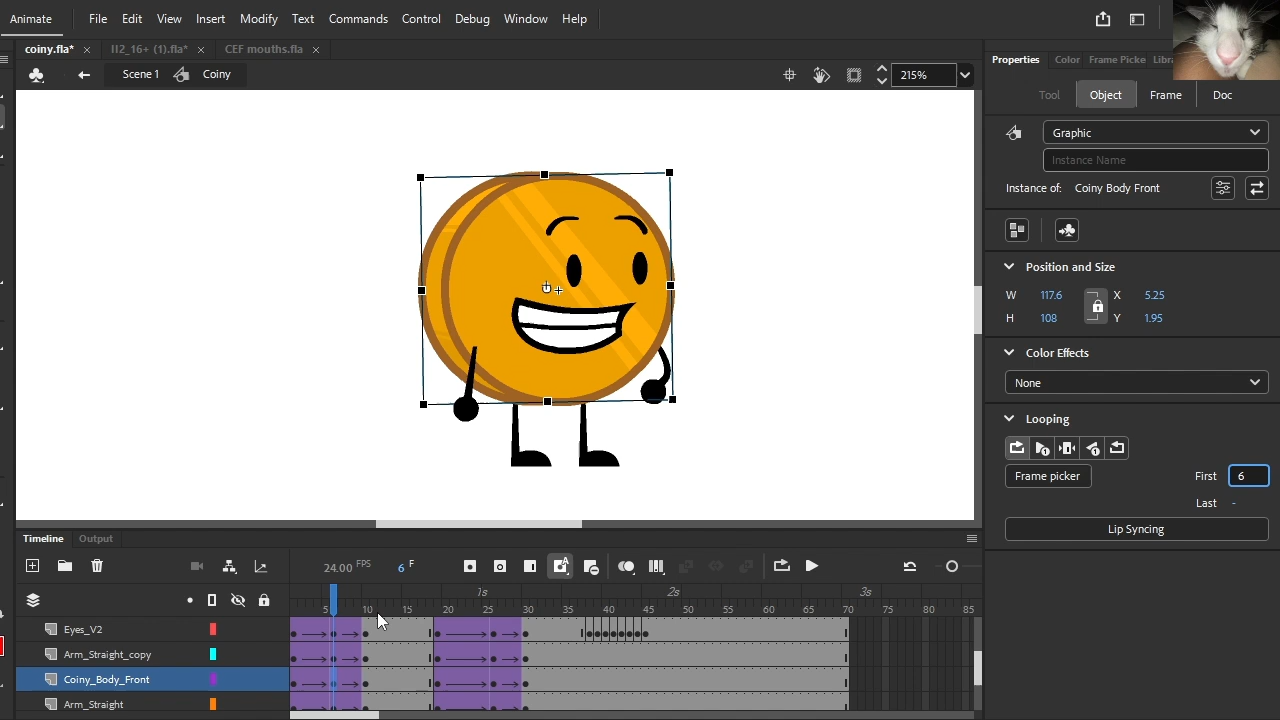 Animate File Edit View Insert Modify Text Commands Control Debug Window Help
coiny.fla* × II2_16+ (1).fla* × CEF mouths.fla ×
Scene 1 Coiny 215%
Properties Color Frame Picke
Tool Object Frame Doc
Graphic
Instance Name
Instance of: Coiny Body Front
Position and Size
W 117.6 X 5.25
H 108 Y 1.95
Color Effects
None
Looping
Frame picker First 6
Last -
Lip Syncing
Timeline Output
24.00 FPS 6 F
1s 2s 3s
5 10 15 20 25 30 35 40 45 50 55 60 65 70 75 80 85
Eyes_V2
Arm_Straight_copy
Coiny_Body_Front
Arm_Straight